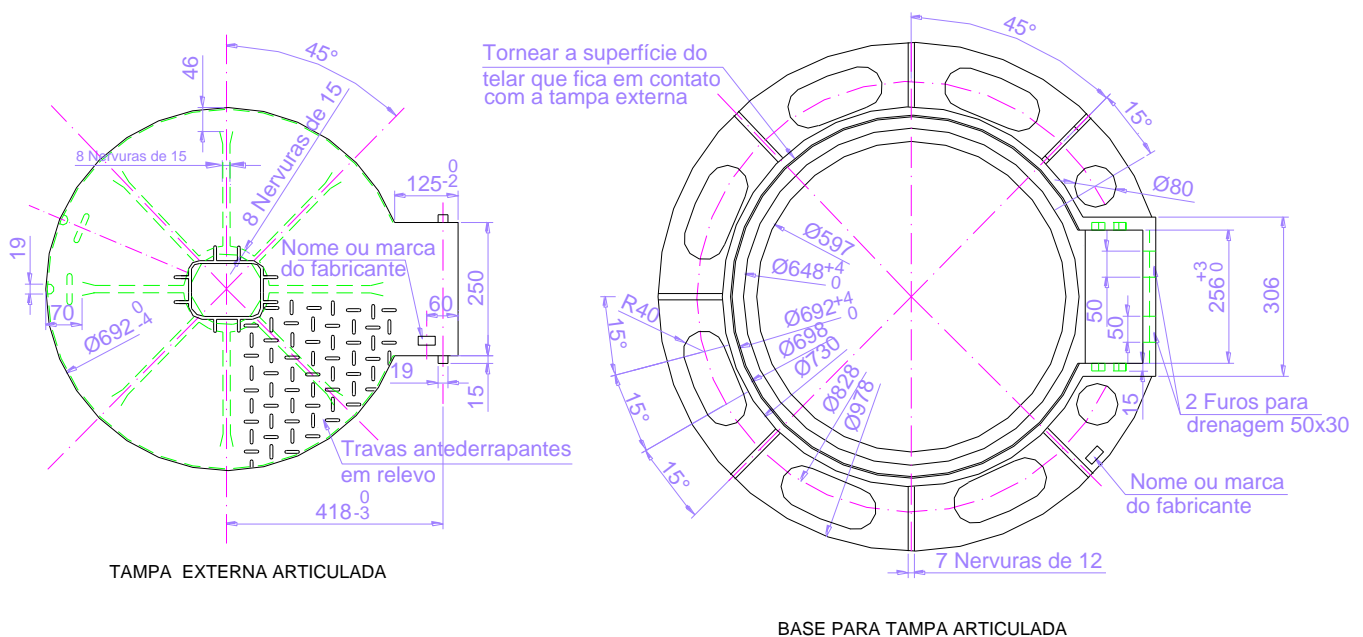 45°
46
8 Nervuras de 15
8 Nervuras de 15
125 0 -2
Nome ou marca
do fabricante
19
70
Ø692 0 -4
60
250
19
15
Travas antederrapantes
em relevo
418 0 -3
TAMPA EXTERNA ARTICULADA
Tornear a superfície do
telar que fica em contato
com a tampa externa
45°
15°
Ø80
Ø597
Ø648 +4 0
Ø692 +4 0
Ø698
Ø730
Ø828
Ø978
R40
15°
15°
15°
50
50
256 +3 0
306
15
2 Furos para
drenagem 50x30
Nome ou marca
do fabricante
7 Nervuras de 12
BASE PARA TAMPA ARTICULADA